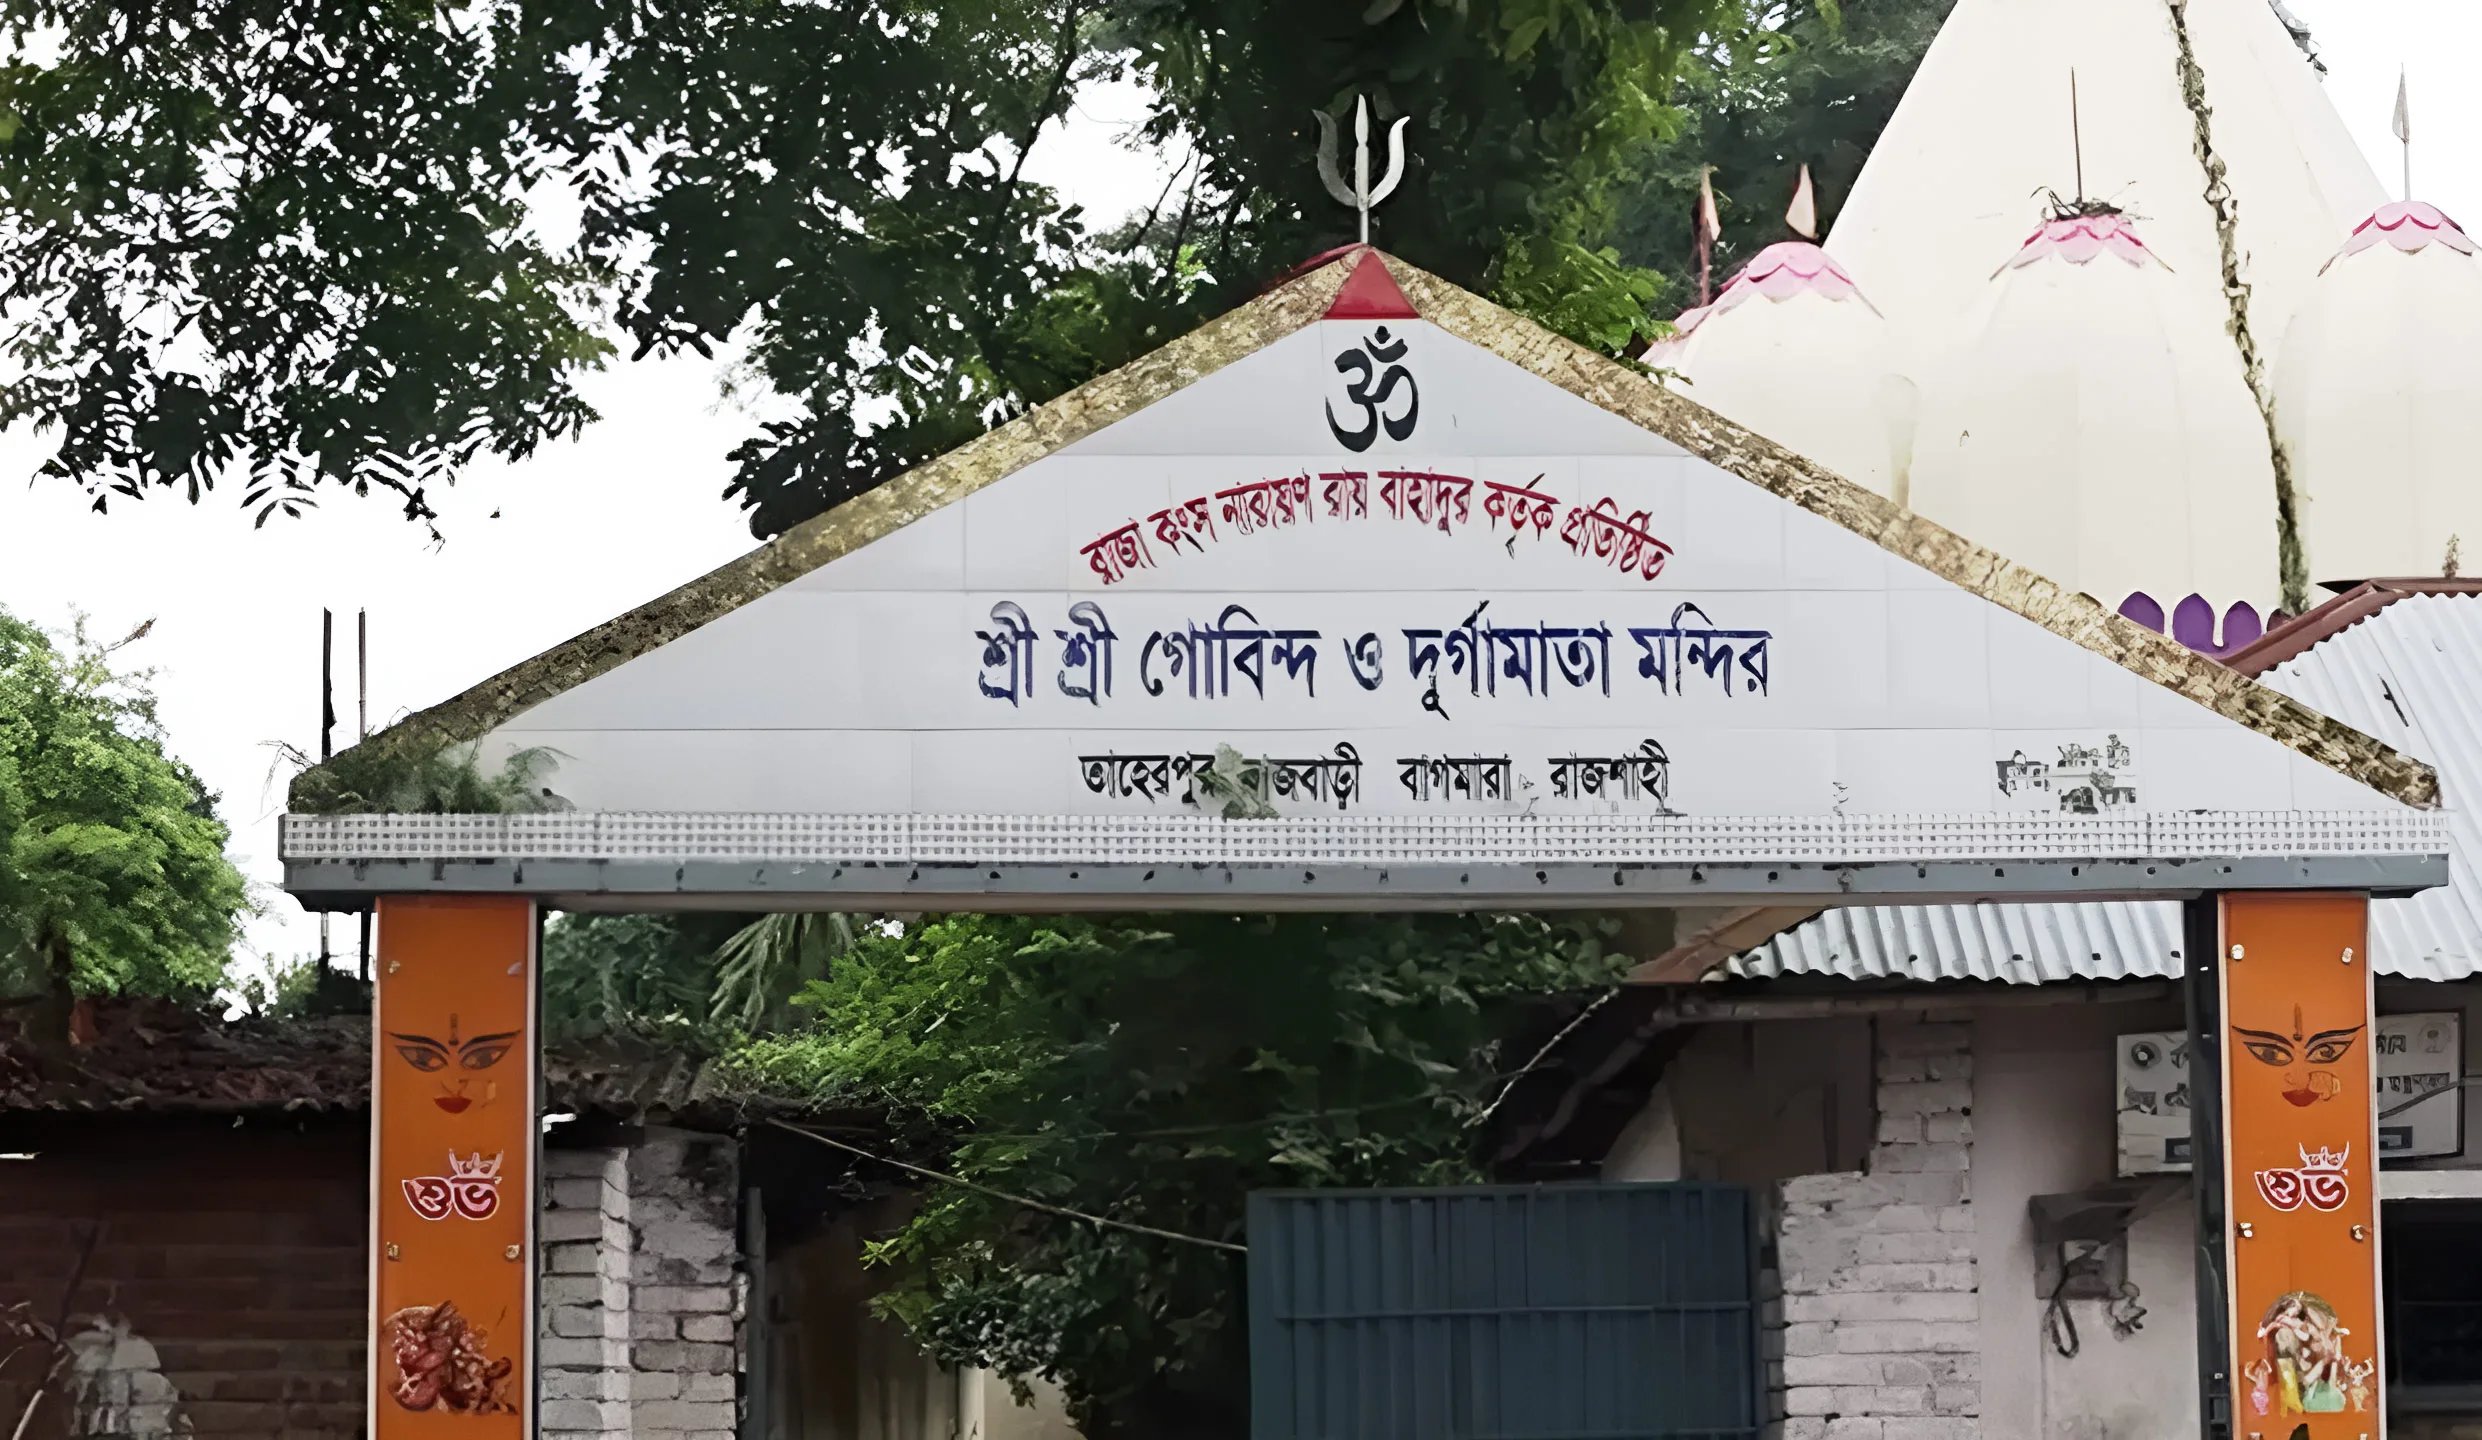 ॐ
রাজা কংস নারায়ণ রায় বাহাদুর কর্তৃক প্রতিষ্ঠিত
শ্রী শ্রী গোবিন্দ ও দুর্গামাতা মন্দির
তাহেরপুর রাজবাড়ী বাগমারা রাজশাহী
শুভ
শুভ